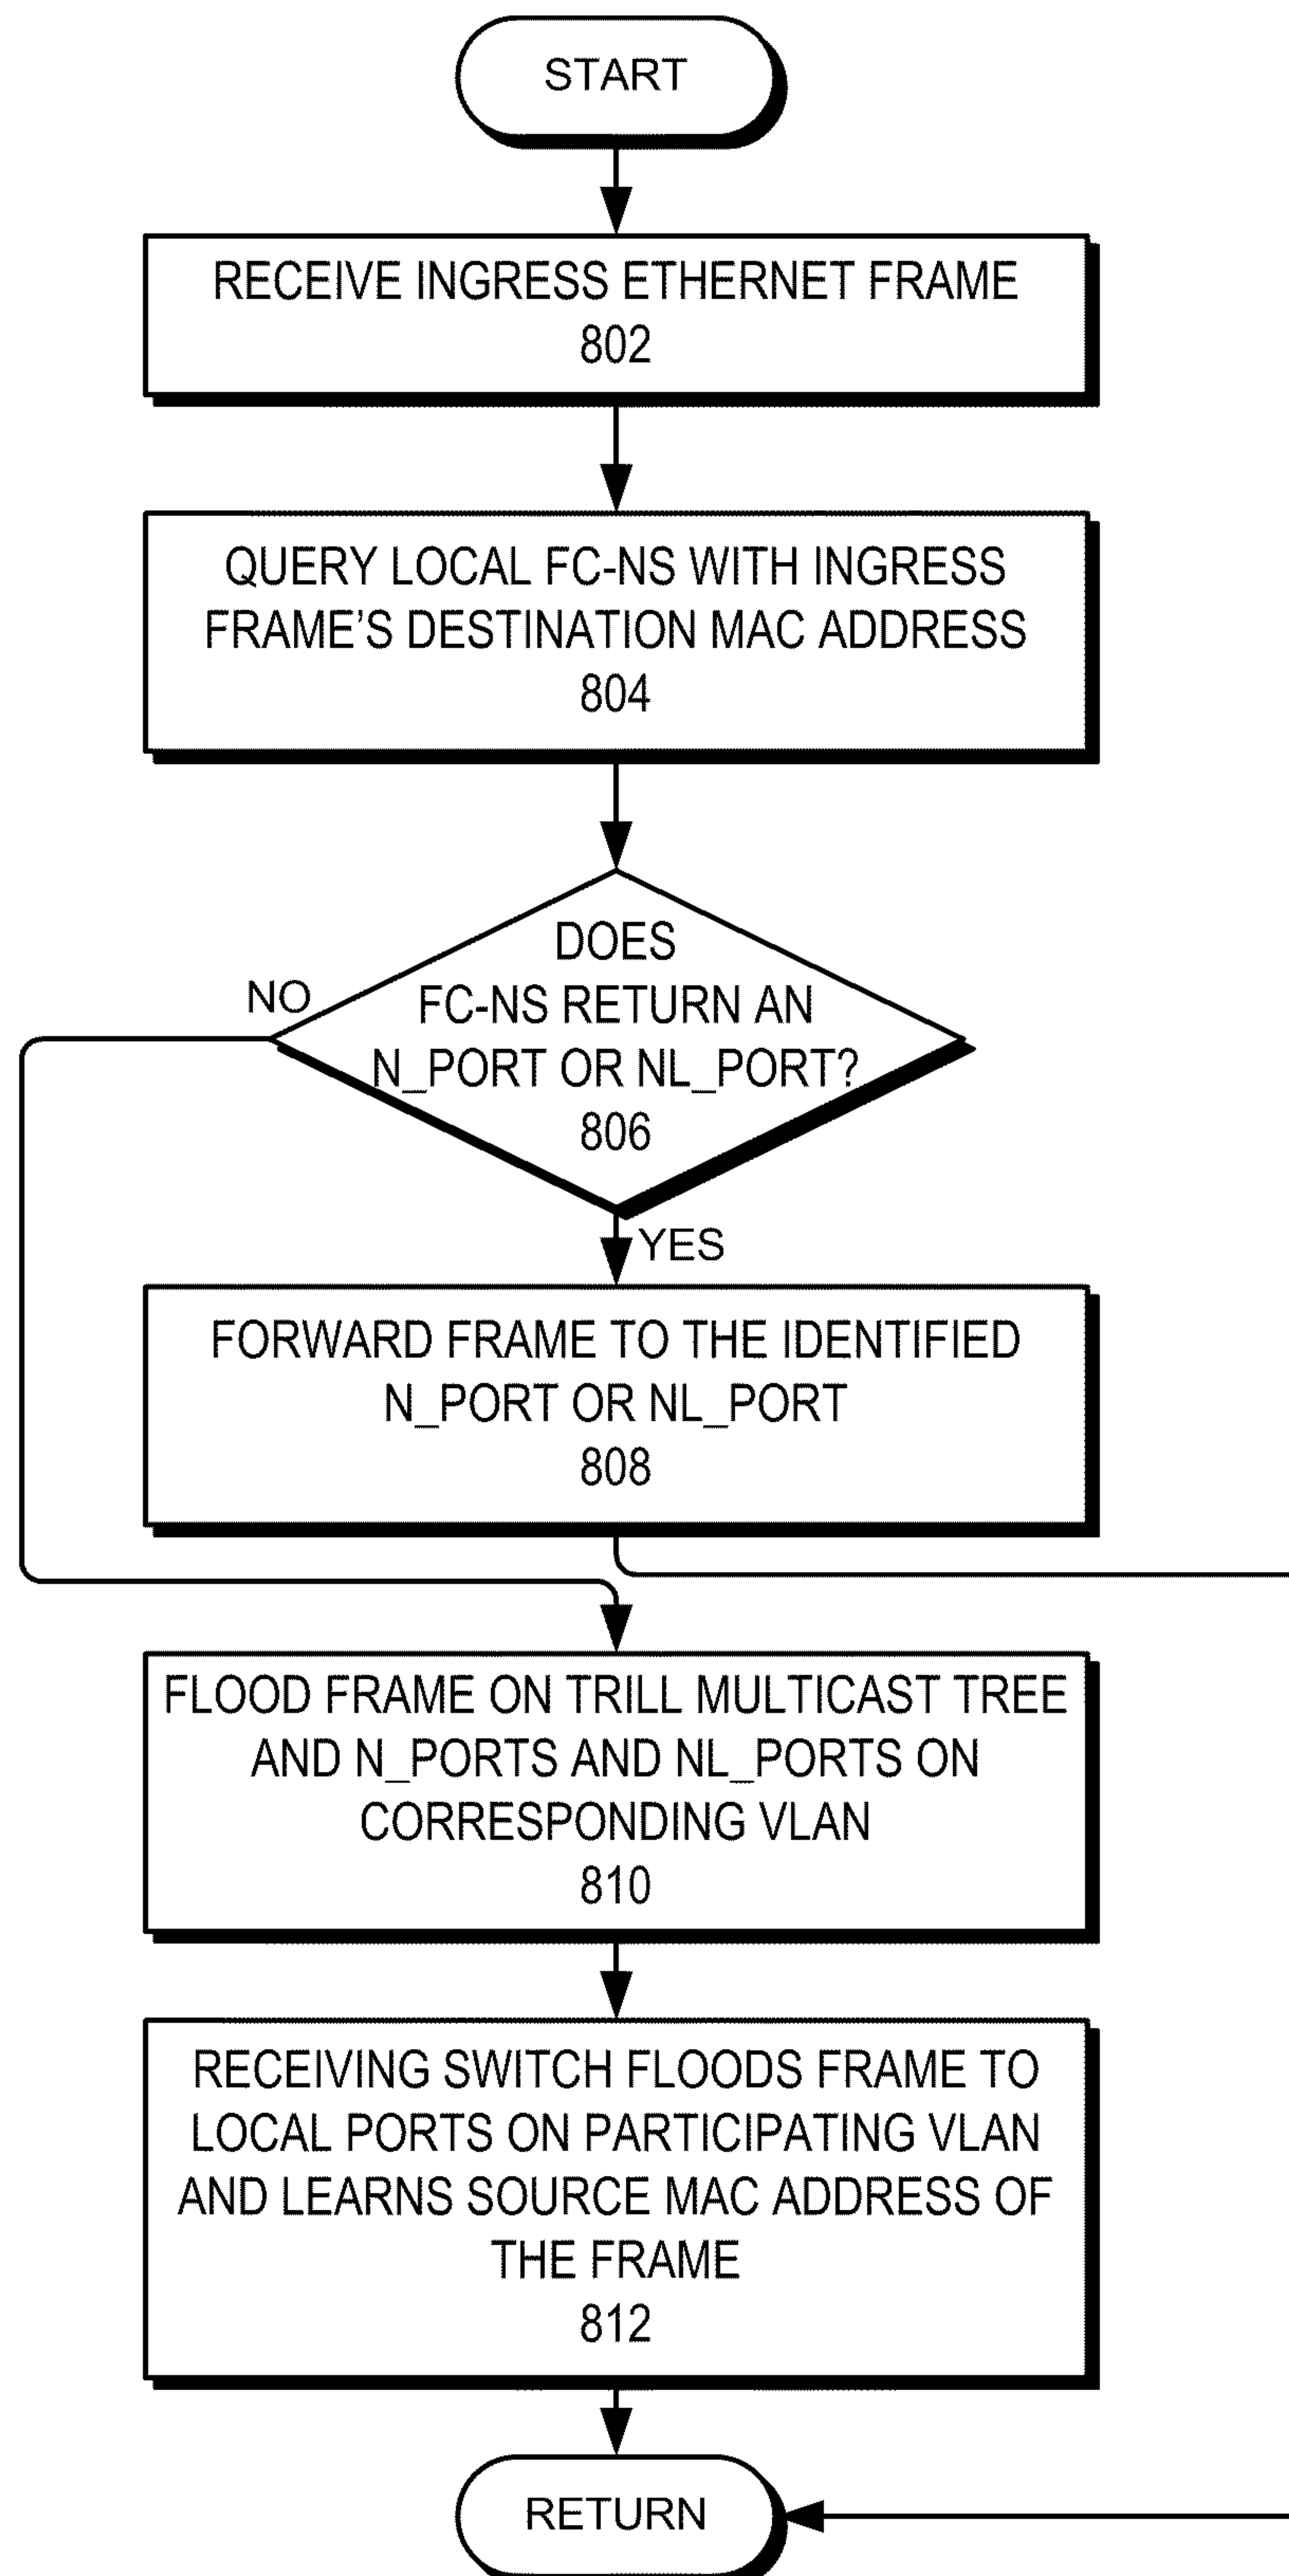 START
RECEIVE INGRESS ETHERNET FRAME
802
QUERY LOCAL FC-NS WITH INGRESS
FRAME'S DESTINATION MAC ADDRESS
804
DOES
FC-NS RETURN AN
N_PORT OR NL_PORT?
806
NO
YES
FORWARD FRAME TO THE IDENTIFIED
N_PORT OR NL_PORT
808
FLOOD FRAME ON TRILL MULTICAST TREE
AND N_PORTS AND NL_PORTS ON
CORRESPONDING VLAN
810
RECEIVING SWITCH FLOODS FRAME TO
LOCAL PORTS ON PARTICIPATING VLAN
AND LEARNS SOURCE MAC ADDRESS OF
THE FRAME
812
RETURN